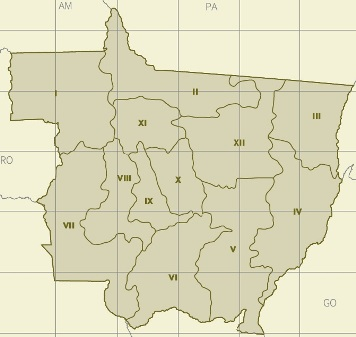 AM PA
I II III
XI XII
RO VIII X
IX IV
VII V
VI GO